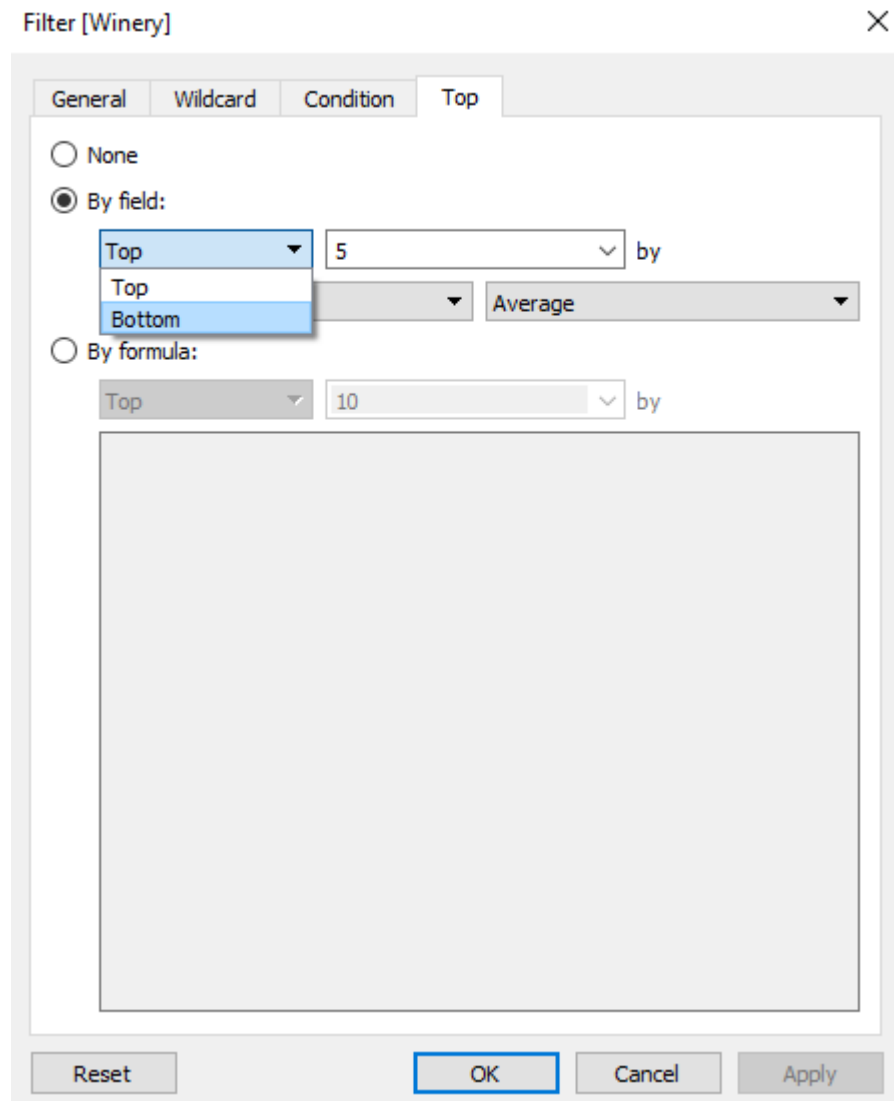 Filter [Winery]
General Wildcard Condition Top
None
By field:
Top 5 by
Top
Average
Bottom
By formula:
Top 10 by
Reset OK Cancel Apply